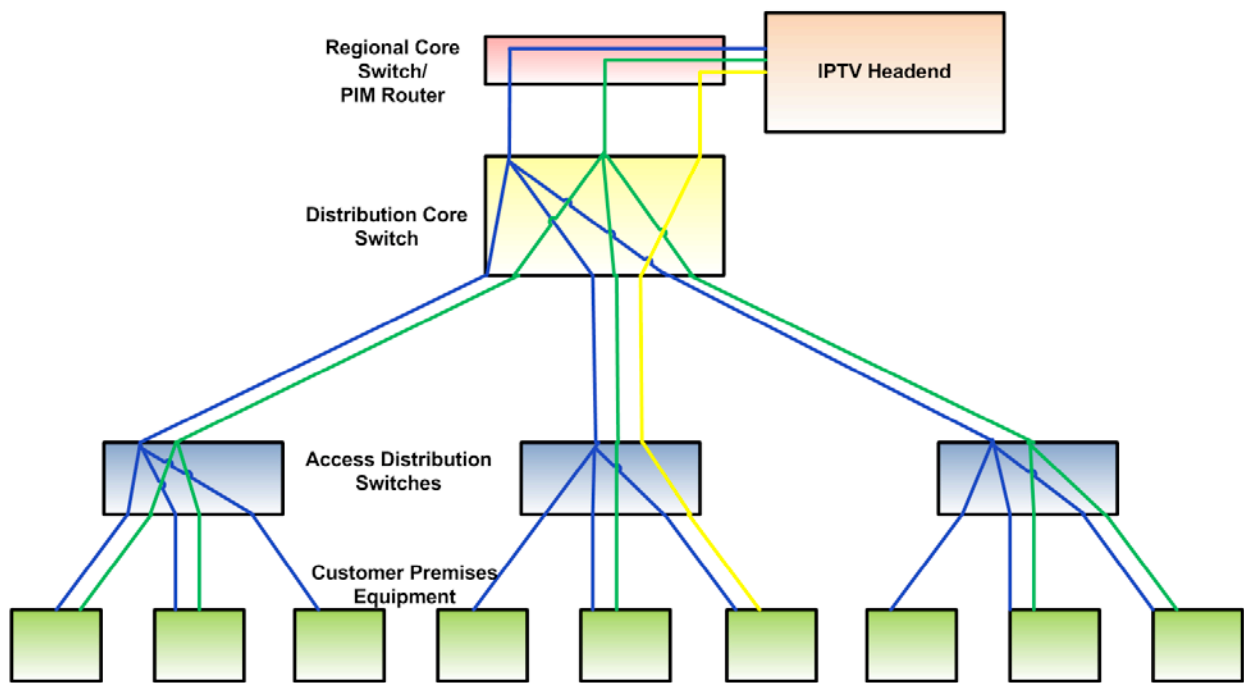 Regional Core
Switch/
PIM Router
IPTV Headend
Distribution Core
Switch
Access Distribution
Switches
Customer Premises
Equipment